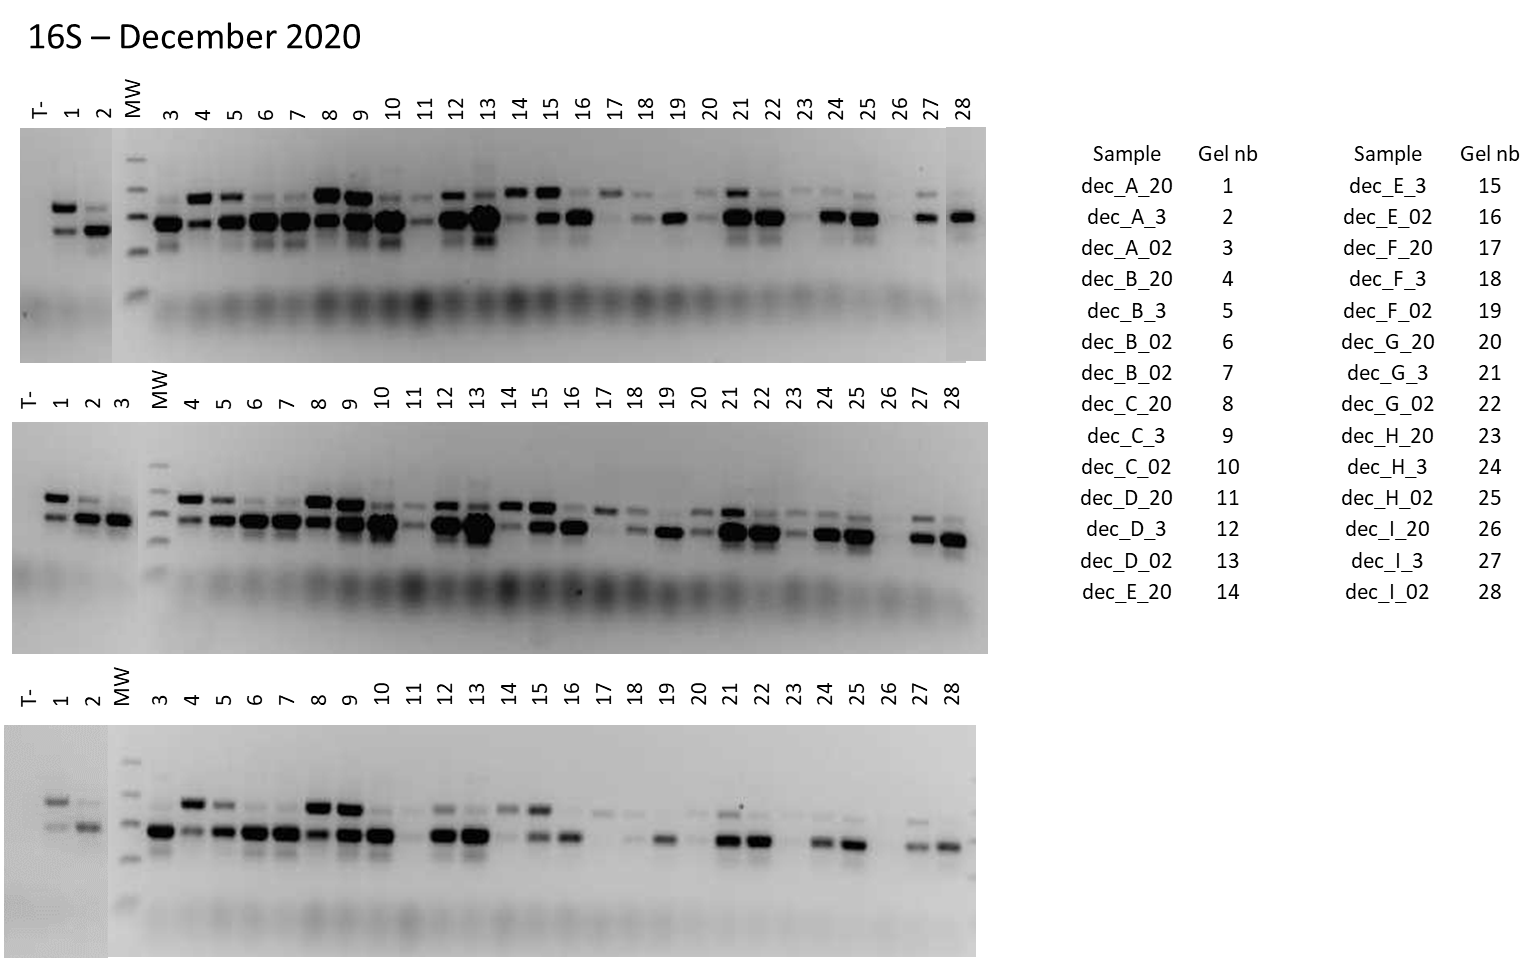 16S – December 2020
T- 1 2 MW 3 4 5 6 7 8 9 10 11 12 13 14 15 16 17 18 19 20 21 22 23 24 25 26 27 28
T- 1 2 3 MW 4 5 6 7 8 9 10 11 12 13 14 15 16 17 18 19 20 21 22 23 24 25 26 27 28
T- 1 2 MW 3 4 5 6 7 8 9 10 11 12 13 14 15 16 17 18 19 20 21 22 23 24 25 26 27 28
Sample Gel nb Sample Gel nb
dec_A_20 1 dec_E_3 15
dec_A_3 2 dec_E_02 16
dec_A_02 3 dec_F_20 17
dec_B_20 4 dec_F_3 18
dec_B_3 5 dec_F_02 19
dec_B_02 6 dec_G_20 20
dec_B_02 7 dec_G_3 21
dec_C_20 8 dec_G_02 22
dec_C_3 9 dec_H_20 23
dec_C_02 10 dec_H_3 24
dec_D_20 11 dec_H_02 25
dec_D_3 12 dec_I_20 26
dec_D_02 13 dec_I_3 27
dec_E_20 14 dec_I_02 28